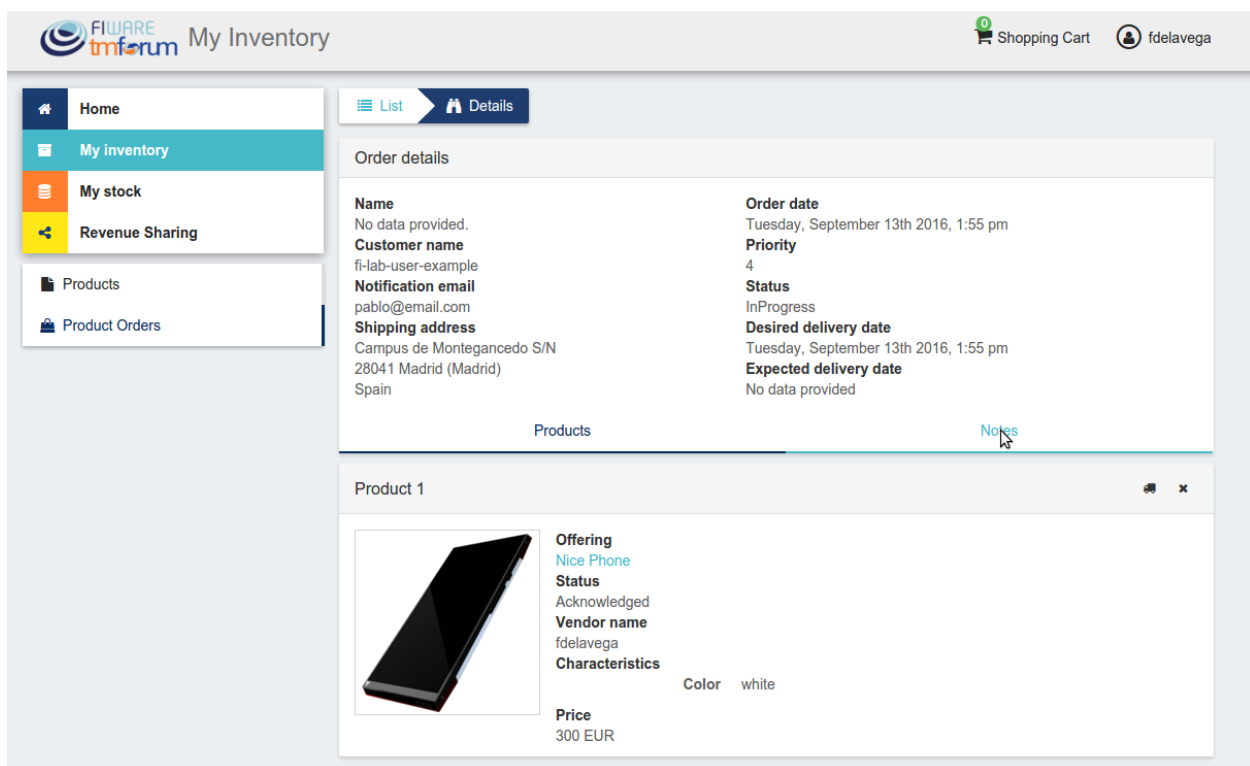 FIWARE
tmforum
My Inventory
0
Shopping Cart
fdelavega
Home
My inventory
My stock
Revenue Sharing
Products
Product Orders
List
Details
Order details
Name
No data provided.
Customer name
fi-lab-user-example
Notification email
pablo@email.com
Shipping address
Campus de Montegancedo S/N
28041 Madrid (Madrid)
Spain
Order date
Tuesday, September 13th 2016, 1:55 pm
Priority
4
Status
InProgress
Desired delivery date
Tuesday, September 13th 2016, 1:55 pm
Expected delivery date
No data provided
Products
Notes
Product 1
Offering
Nice Phone
Status
Acknowledged
Vendor name
fdelavega
Characteristics
Color white
Price
300 EUR